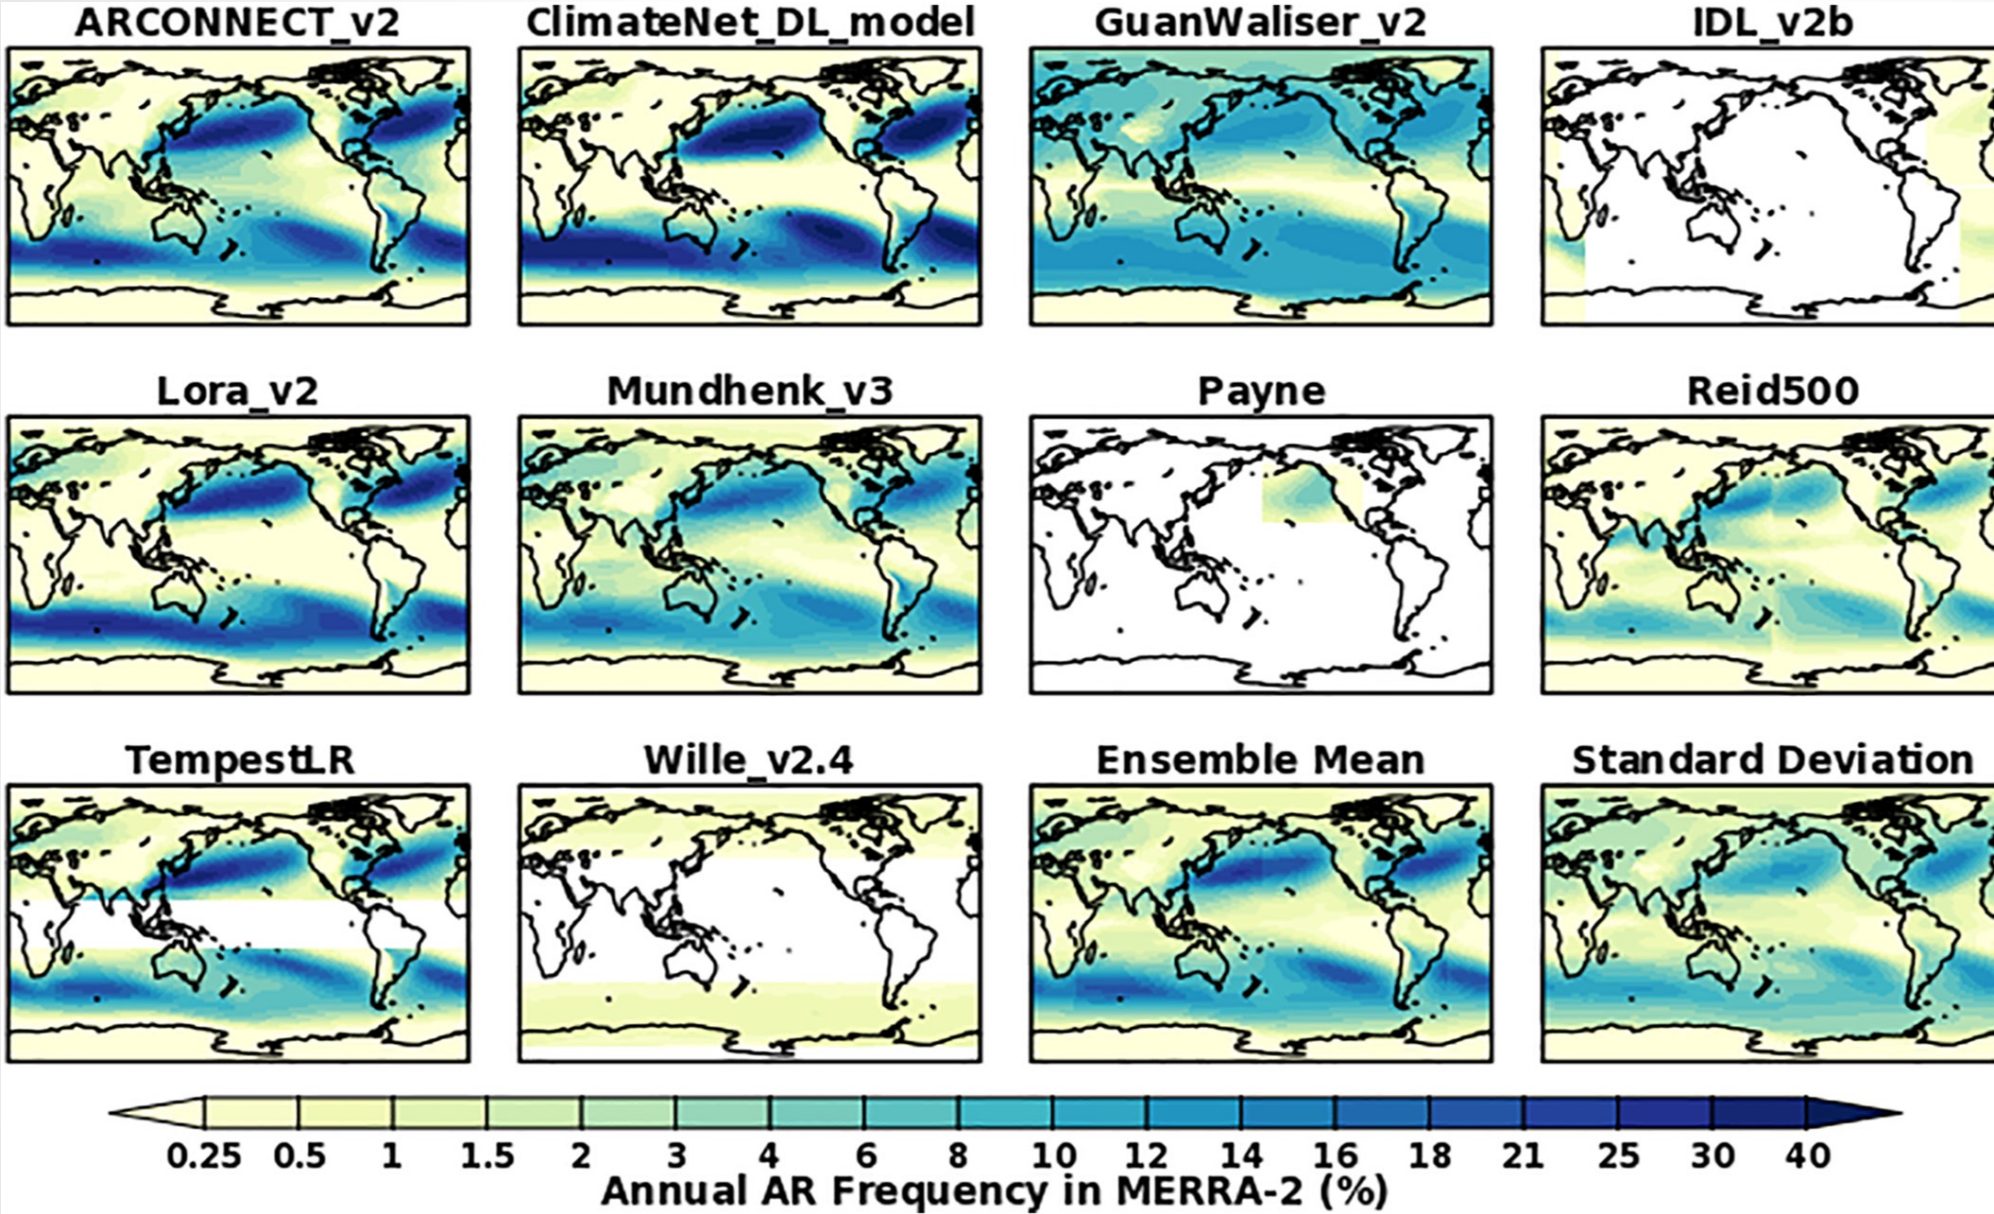 ARCONNECT_v2 ClimateNet_DL_model GuanWaliser_v2 IDL_v2b
Lora_v2 Mundhenk_v3 Payne Reid500
TempestLR Wille_v2.4 Ensemble Mean Standard Deviation
0.25 0.5 1 1.5 2 3 4 6 8 10 12 14 16 18 21 25 30 40
Annual AR Frequency in MERRA-2 (%)